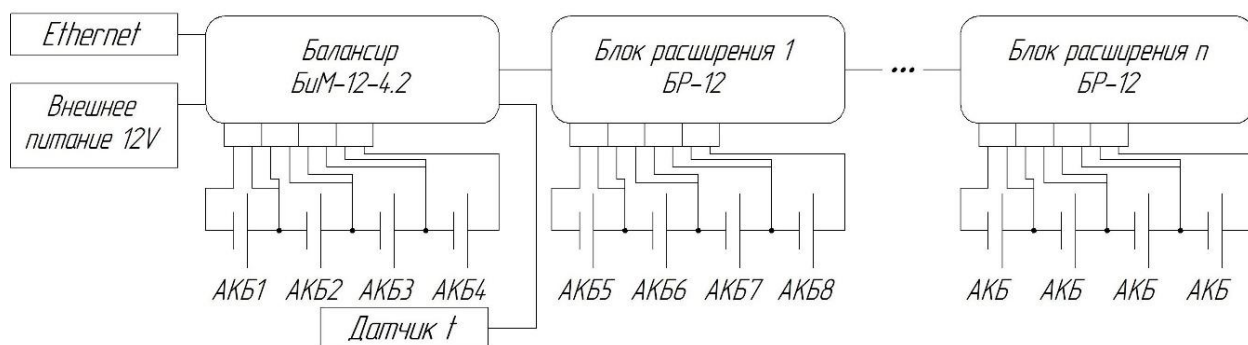 Ethernet
Внешнее
питание 12V
Балансир
БиМ-12-4.2
Блок расширения 1
БР-12
...
Блок расширения n
БР-12
АКБ1
АКБ2
АКБ3
АКБ4
АКБ5
АКБ6
АКБ7
АКБ8
АКБ
АКБ
АКБ
АКБ
Датчик t